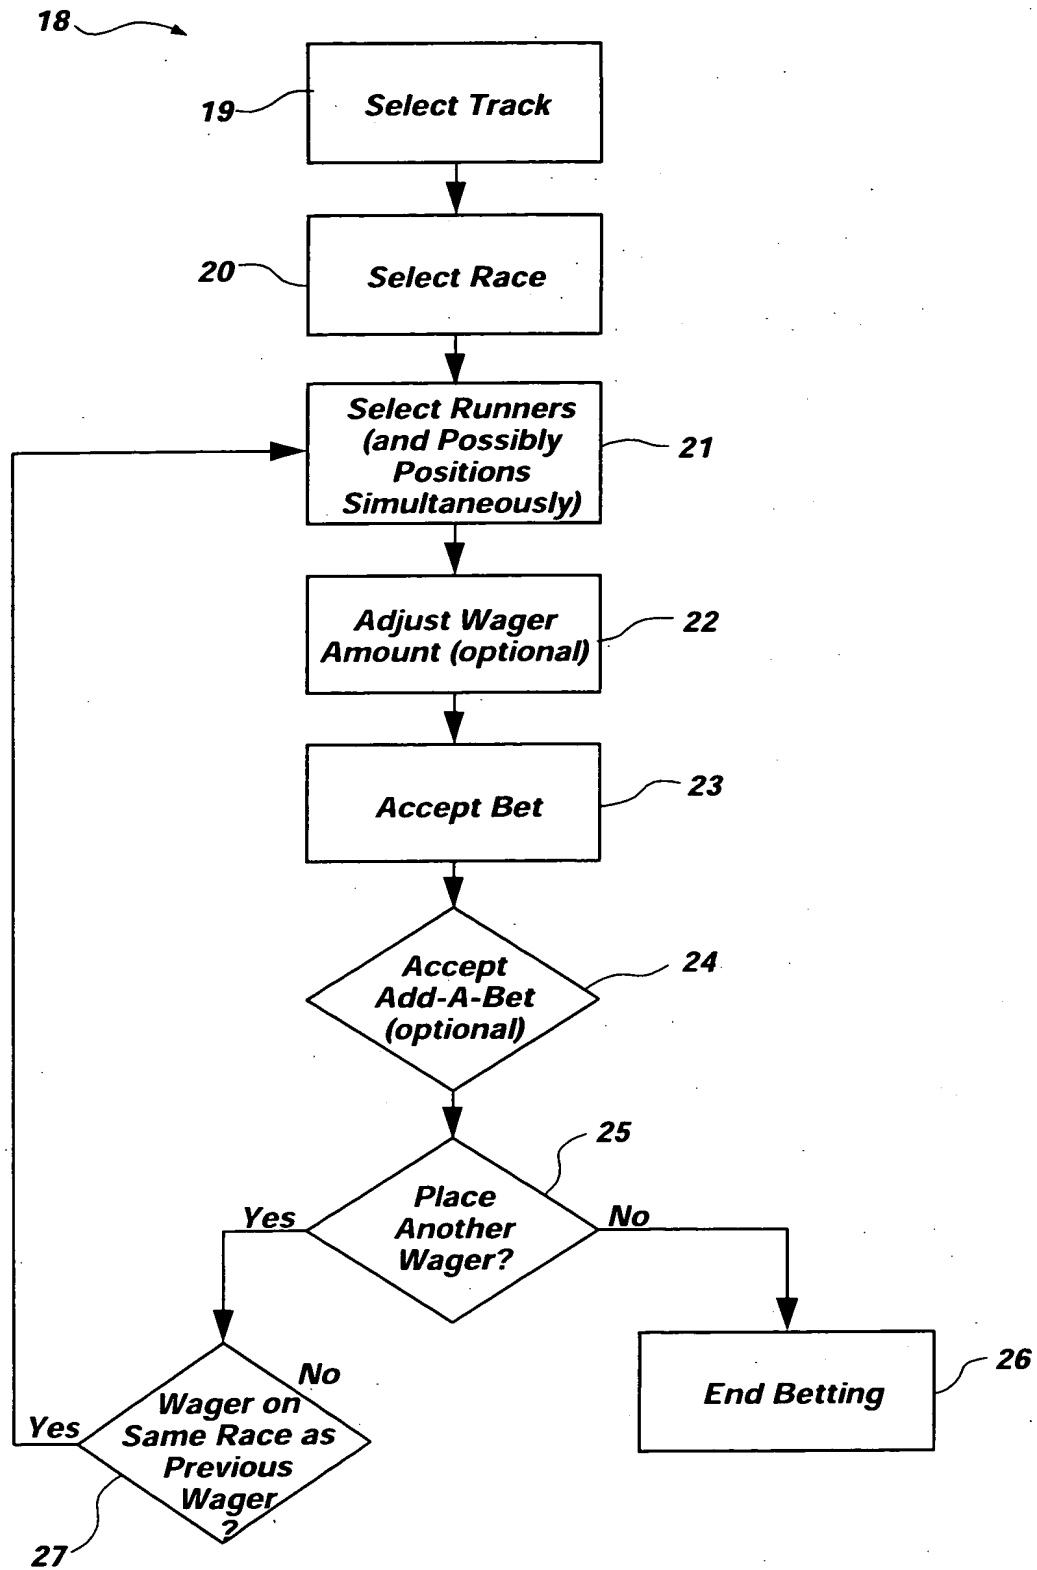 18
19
Select Track
20
Select Race
Select Runners
(and Possibly
Positions
Simultaneously)
21
Adjust Wager
Amount (optional)
22
Accept Bet
23
Accept
Add-A-Bet
(optional)
24
25
Place
Another
Wager?
Yes
No
End Betting
26
No
Wager on
Same Race as
Previous
Wager
?
Yes
27